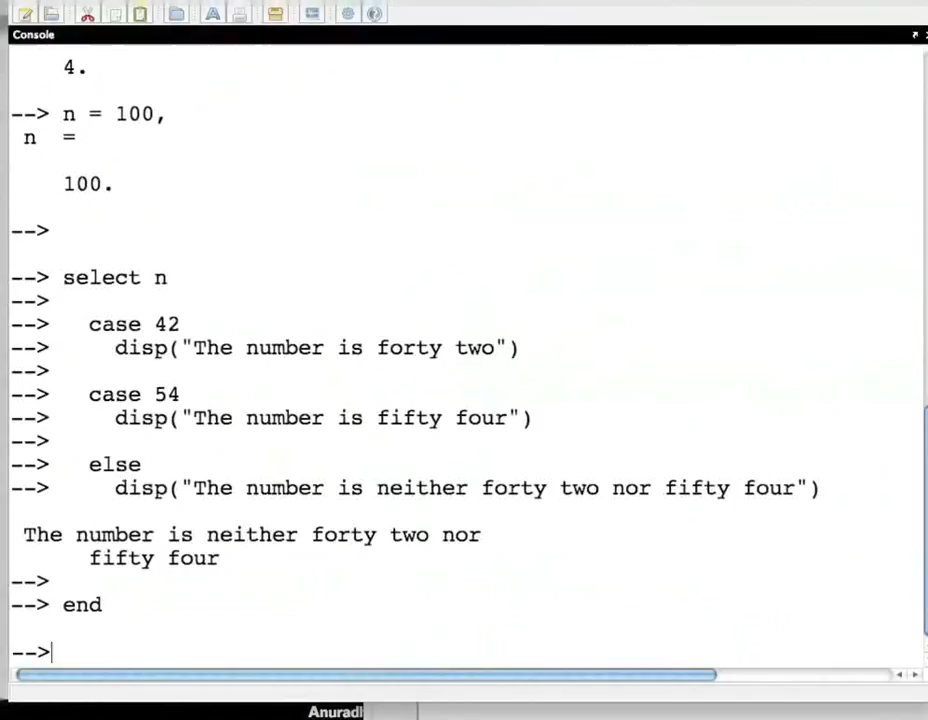 Console
4.
--> n = 100,
n =
100.
-->
--> select n
-->
--> case 42
--> disp("The number is forty two")
-->
--> case 54
--> disp("The number is fifty four")
-->
--> else
--> disp("The number is neither forty two nor fifty four")
The number is neither forty two nor
fifty four
-->
--> end
-->
Anuradl